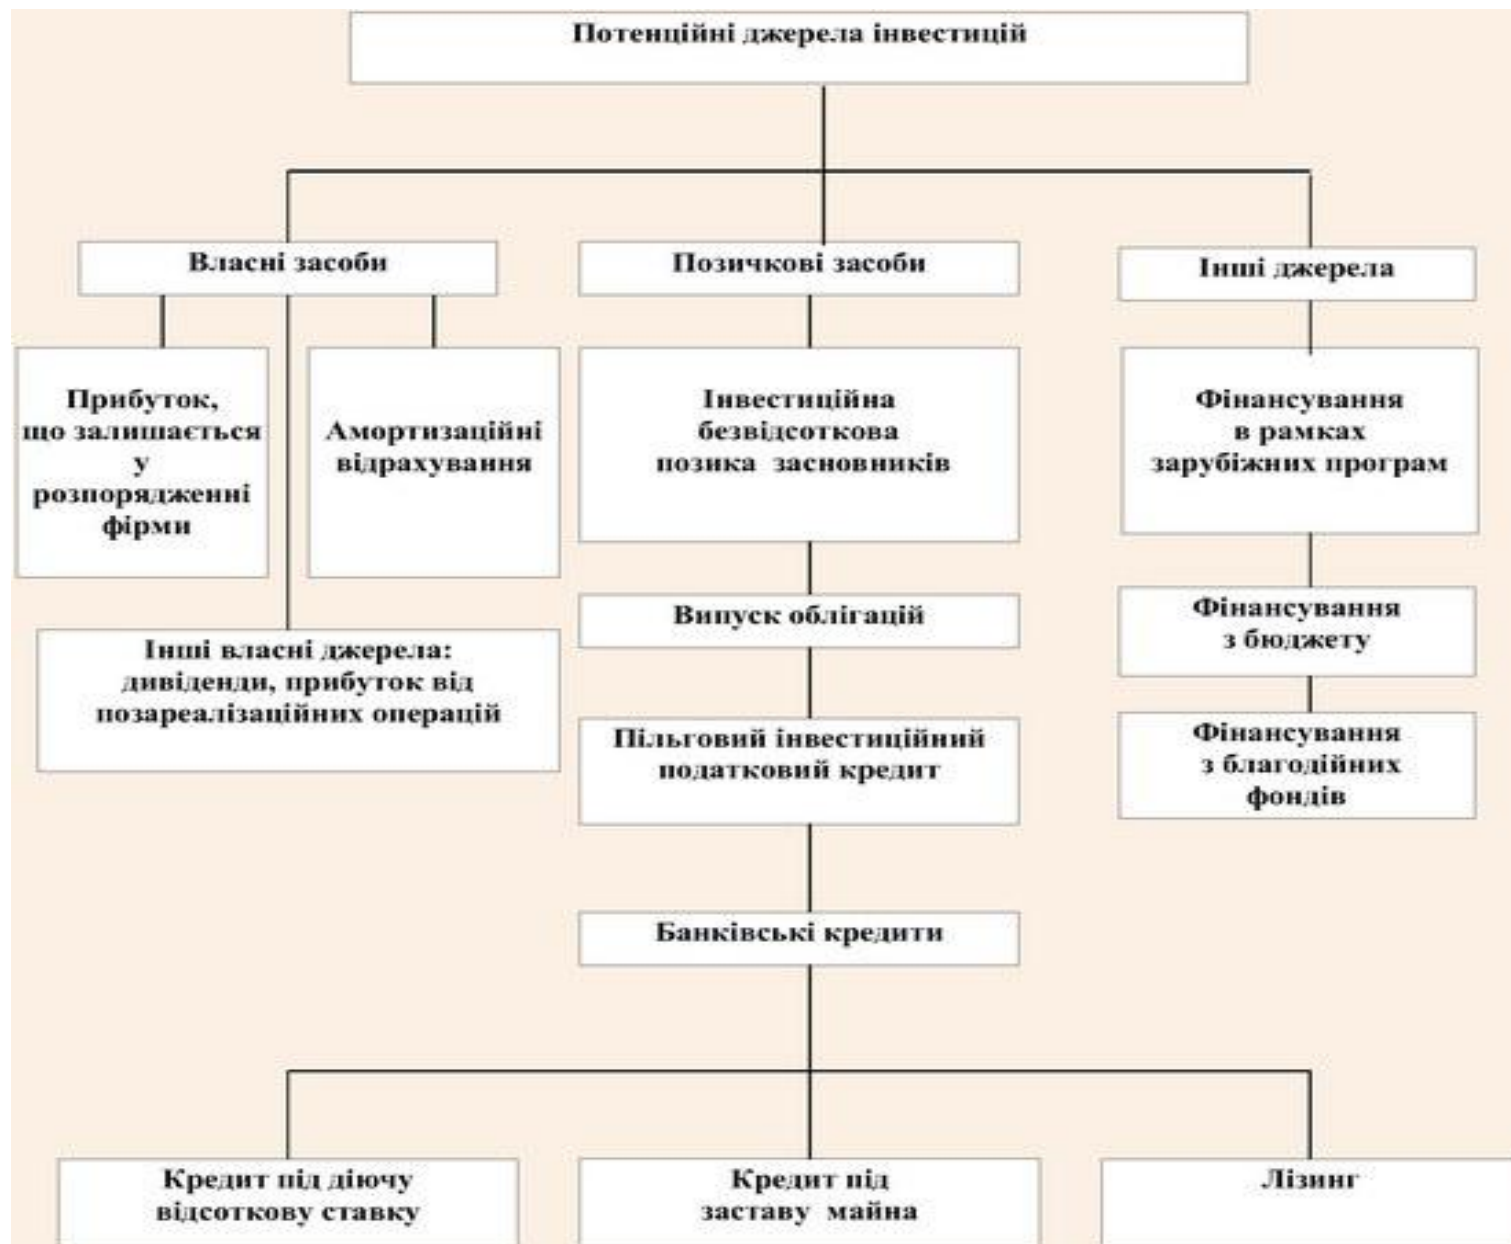 Потенційні джерела інвестицій
Власні засоби
Позичкові засоби
Інші джерела
Прибуток,
що залишається
у
розпорядженні
фірми
Амортизаційні
відрахування
Інвестиційна
безвідсоткова
позика засновників
Фінансування
в рамках
зарубіжних програм
Випуск облігацій
Фінансування
з бюджету
Інші власні джерела:
дивіденди, прибуток від
позареалізаційних операцій
Пільговий інвестиційний
податковий кредит
Фінансування
з благодійних
фондів
Банківські кредити
Кредит під діючу
відсоткову ставку
Кредит під
заставу майна
Лізинг